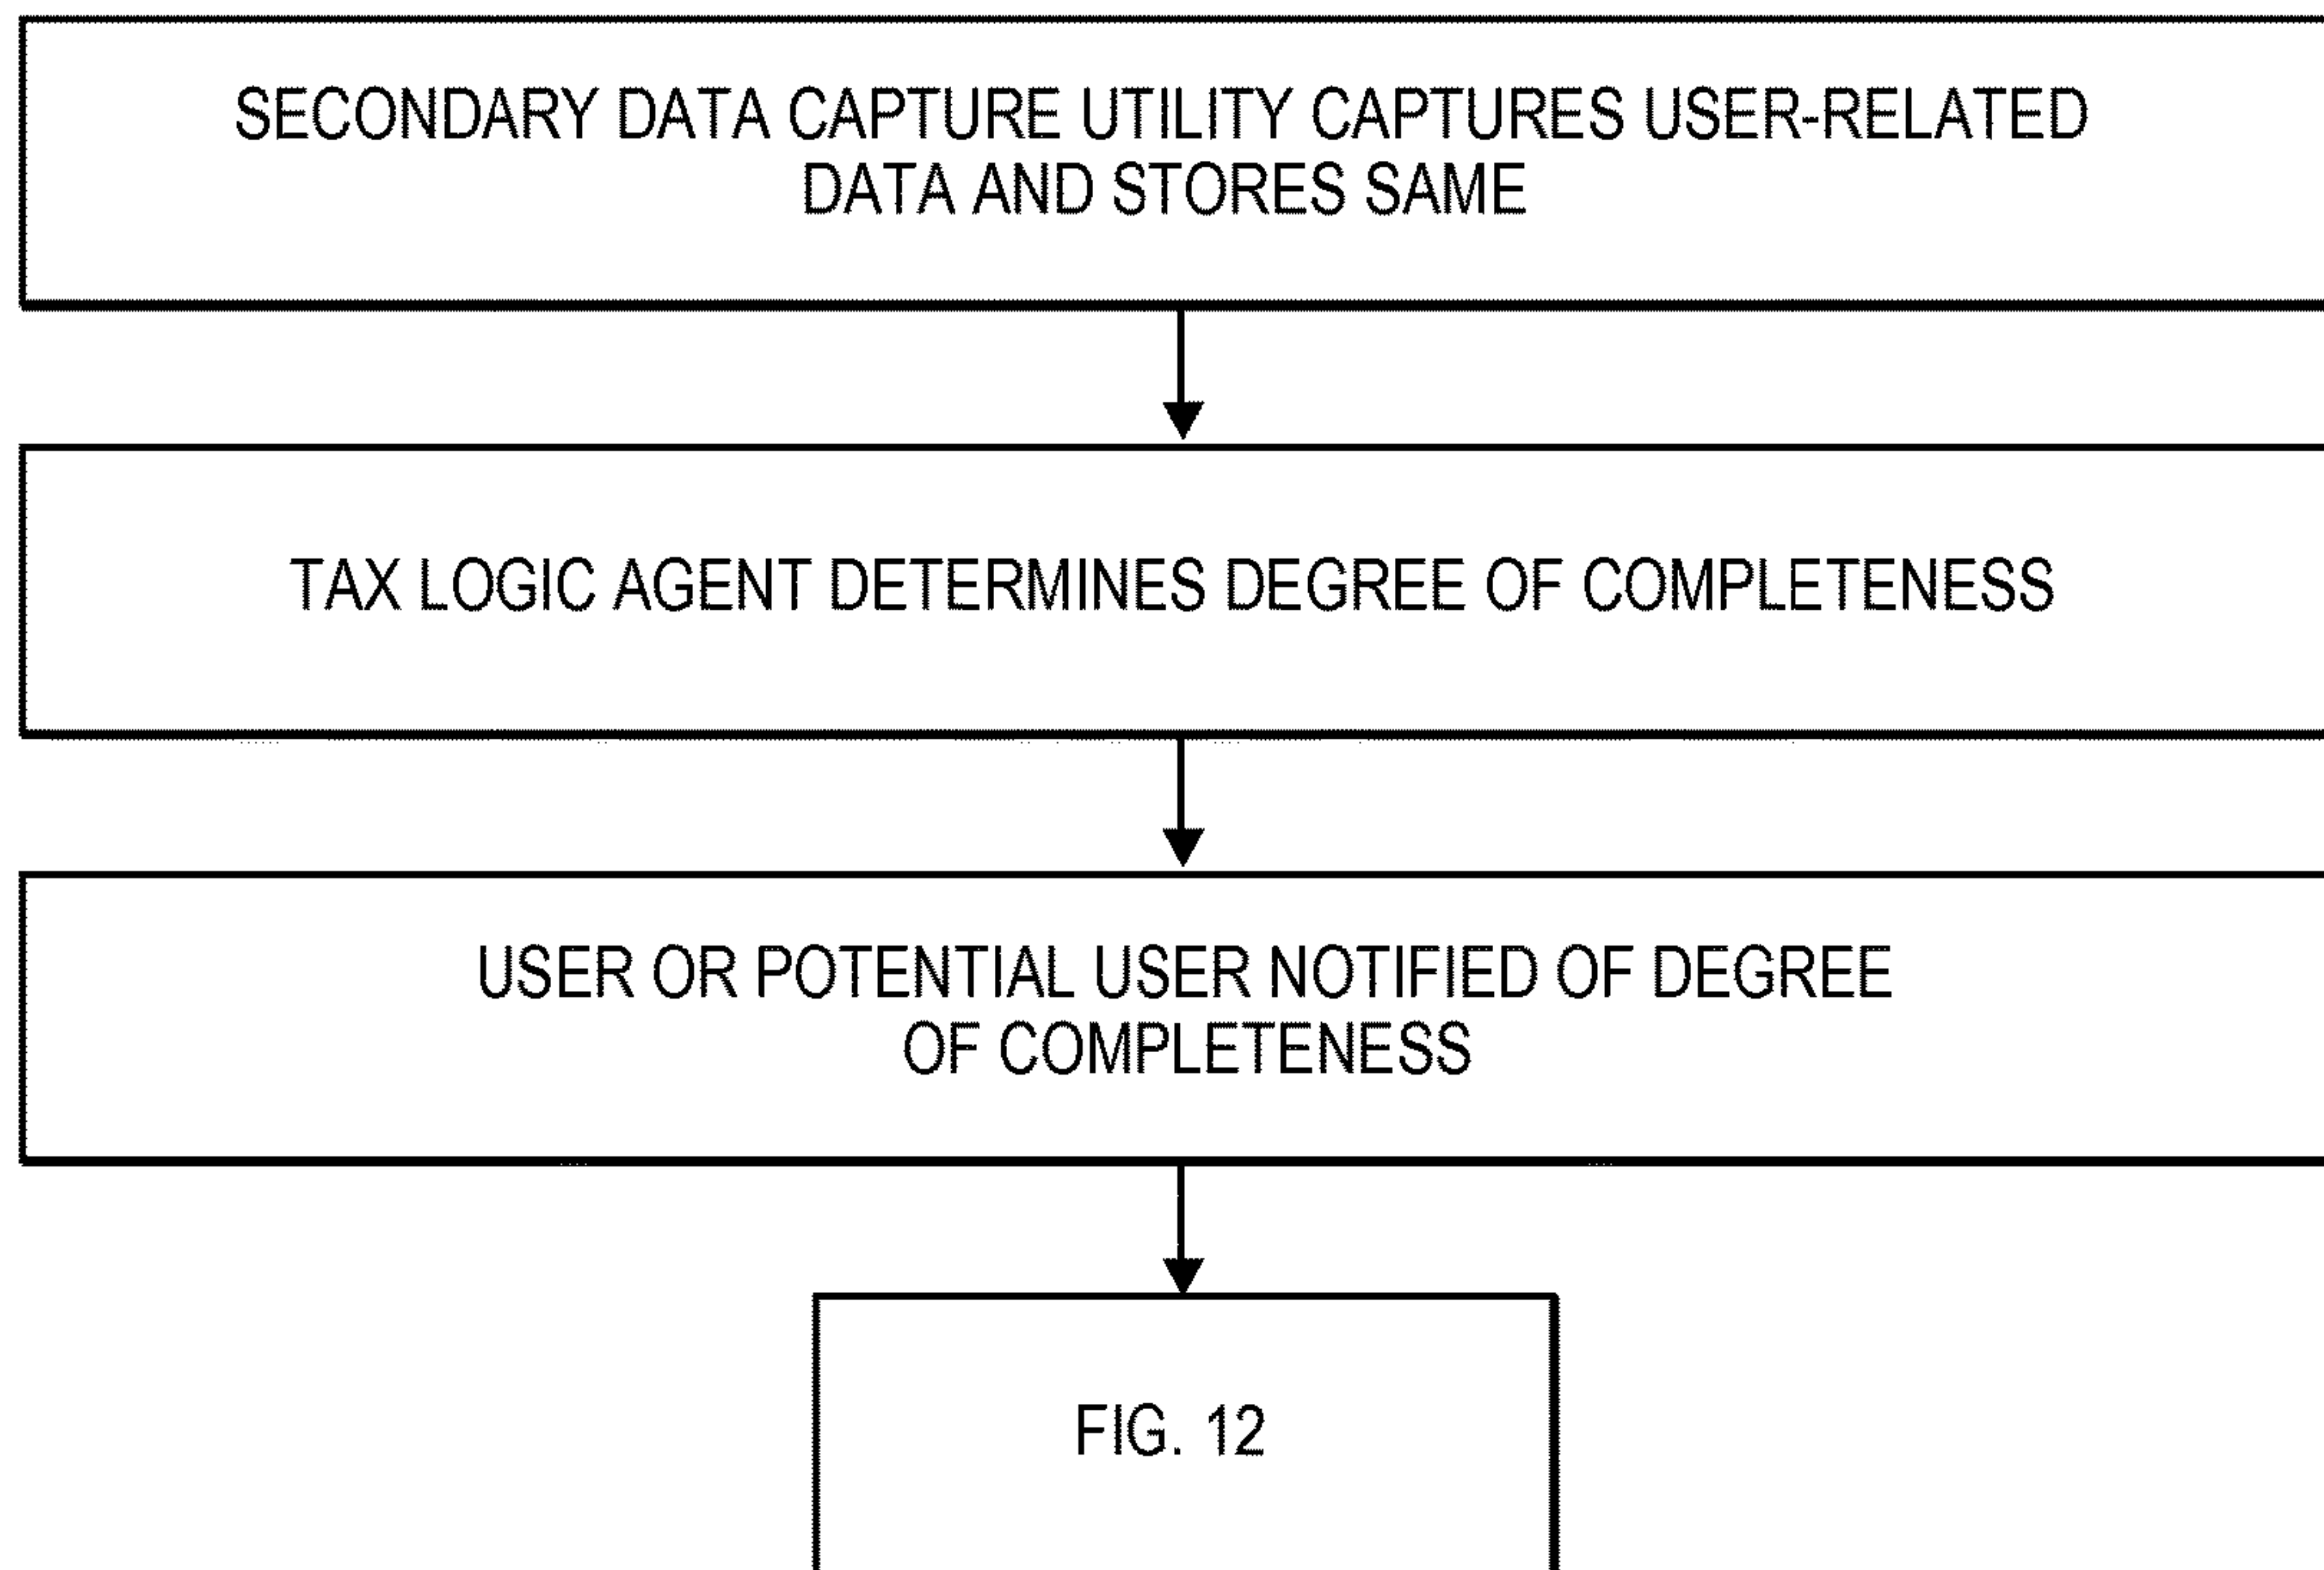 SECONDARY DATA CAPTURE UTILITY CAPTURES USER-RELATED
DATA AND STORES SAME
TAX LOGIC AGENT DETERMINES DEGREE OF COMPLETENESS
USER OR POTENTIAL USER NOTIFIED OF DEGREE
OF COMPLETENESS
FIG. 12